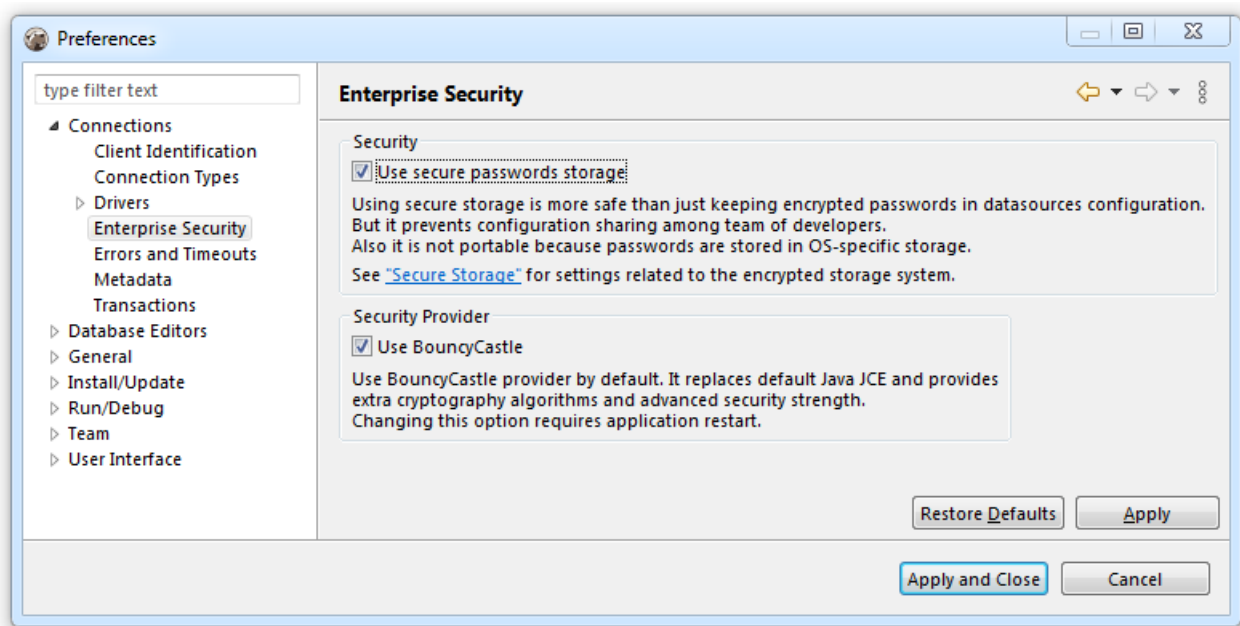 Preferences
type filter text
Connections
Client Identification
Connection Types
Drivers
Enterprise Security
Errors and Timeouts
Metadata
Transactions
Database Editors
General
Install/Update
Run/Debug
Team
User Interface
Enterprise Security
Security
Use secure passwords storage
Using secure storage is more safe than just keeping encrypted passwords in datasources configuration.
But it prevents configuration sharing among team of developers.
Also it is not portable because passwords are stored in OS-specific storage.
See "Secure Storage" for settings related to the encrypted storage system.
Security Provider
Use BouncyCastle
Use BouncyCastle provider by default. It replaces default Java JCE and provides
extra cryptography algorithms and advanced security strength.
Changing this option requires application restart.
Restore Defaults
Apply
Apply and Close
Cancel